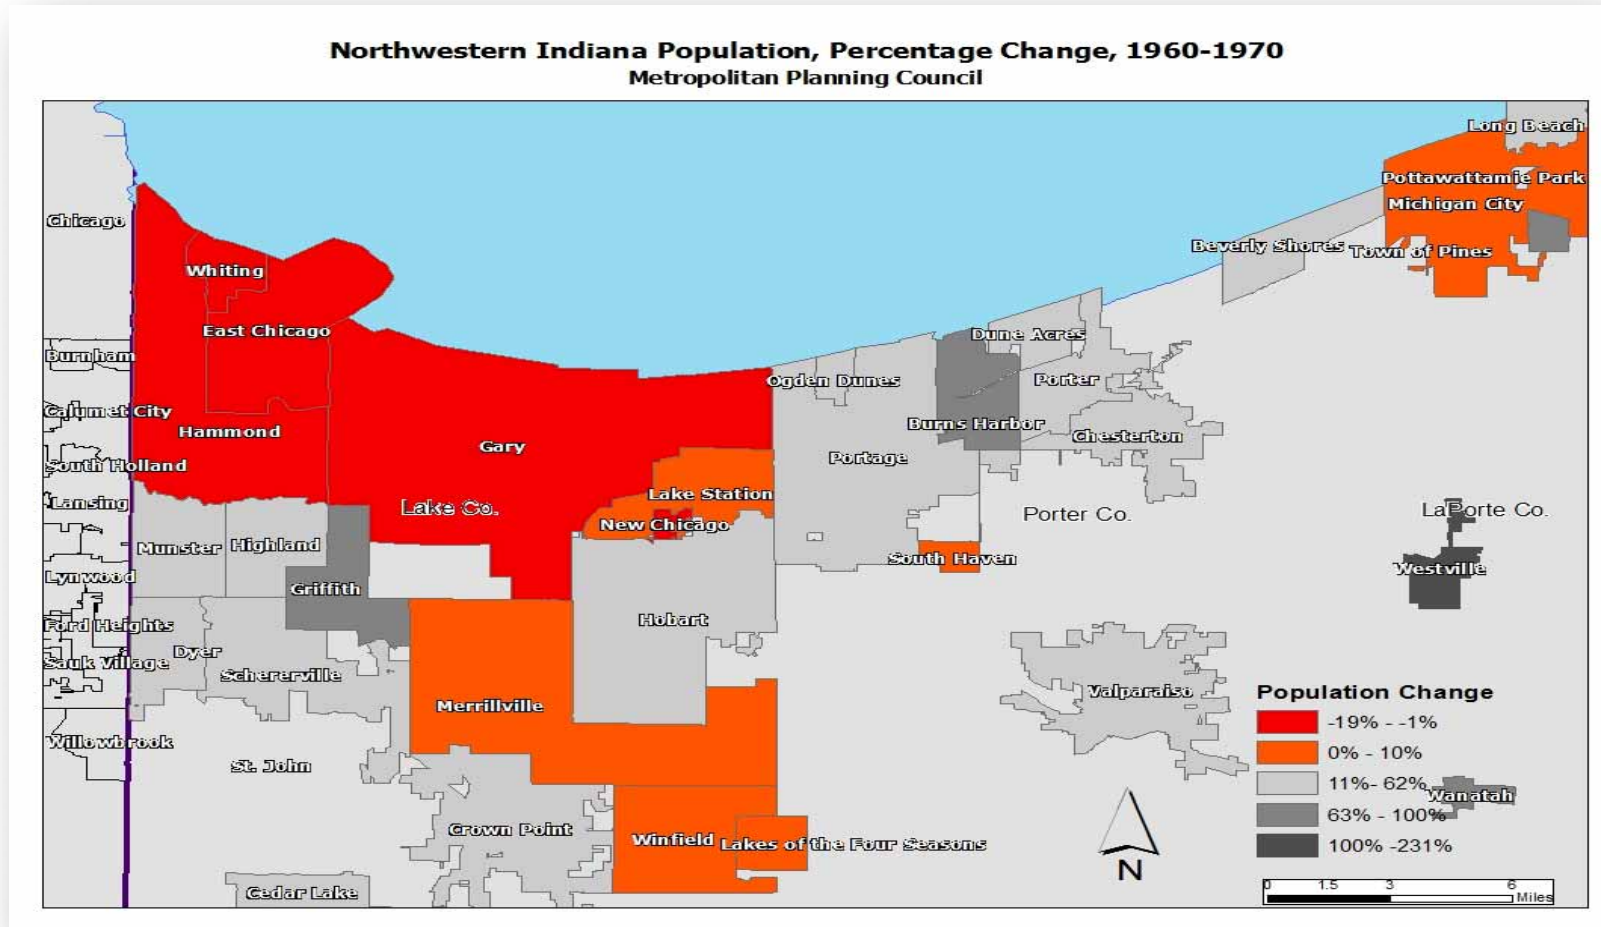 Northwestern Indiana Population, Percentage Change, 1960-1970
Metropolitan Planning Council
Long Beach
Pottawattamie Park
Michigan City
Chicago
Beverly Shores
Town of Pines
Whiting
East Chicago
Dune Acres
Burnham
Ogden Dunes
Porter
Calumet City
Hammond
Burns Harbor
Chesterton
Gary
Portage
South Holland
Lake Station
Lansing
Lake Co.
Porter Co.
LaPorte Co.
New Chicago
Munster
Highland
South Haven
Westville
Lynwood
Griffith
Hobart
Ford Heights
Dyer
Sauk Village
Schererville
Valparaiso
Merrillville
Willowbrook
St. John
Population Change
-19% - -1%
0% - 10%
11%- 62%
63% - 100%
100% -231%
Wanatah
Crown Point
Winfield
Lakes of the Four Seasons
N
Cedar Lake
0 1.5 3 6
Miles